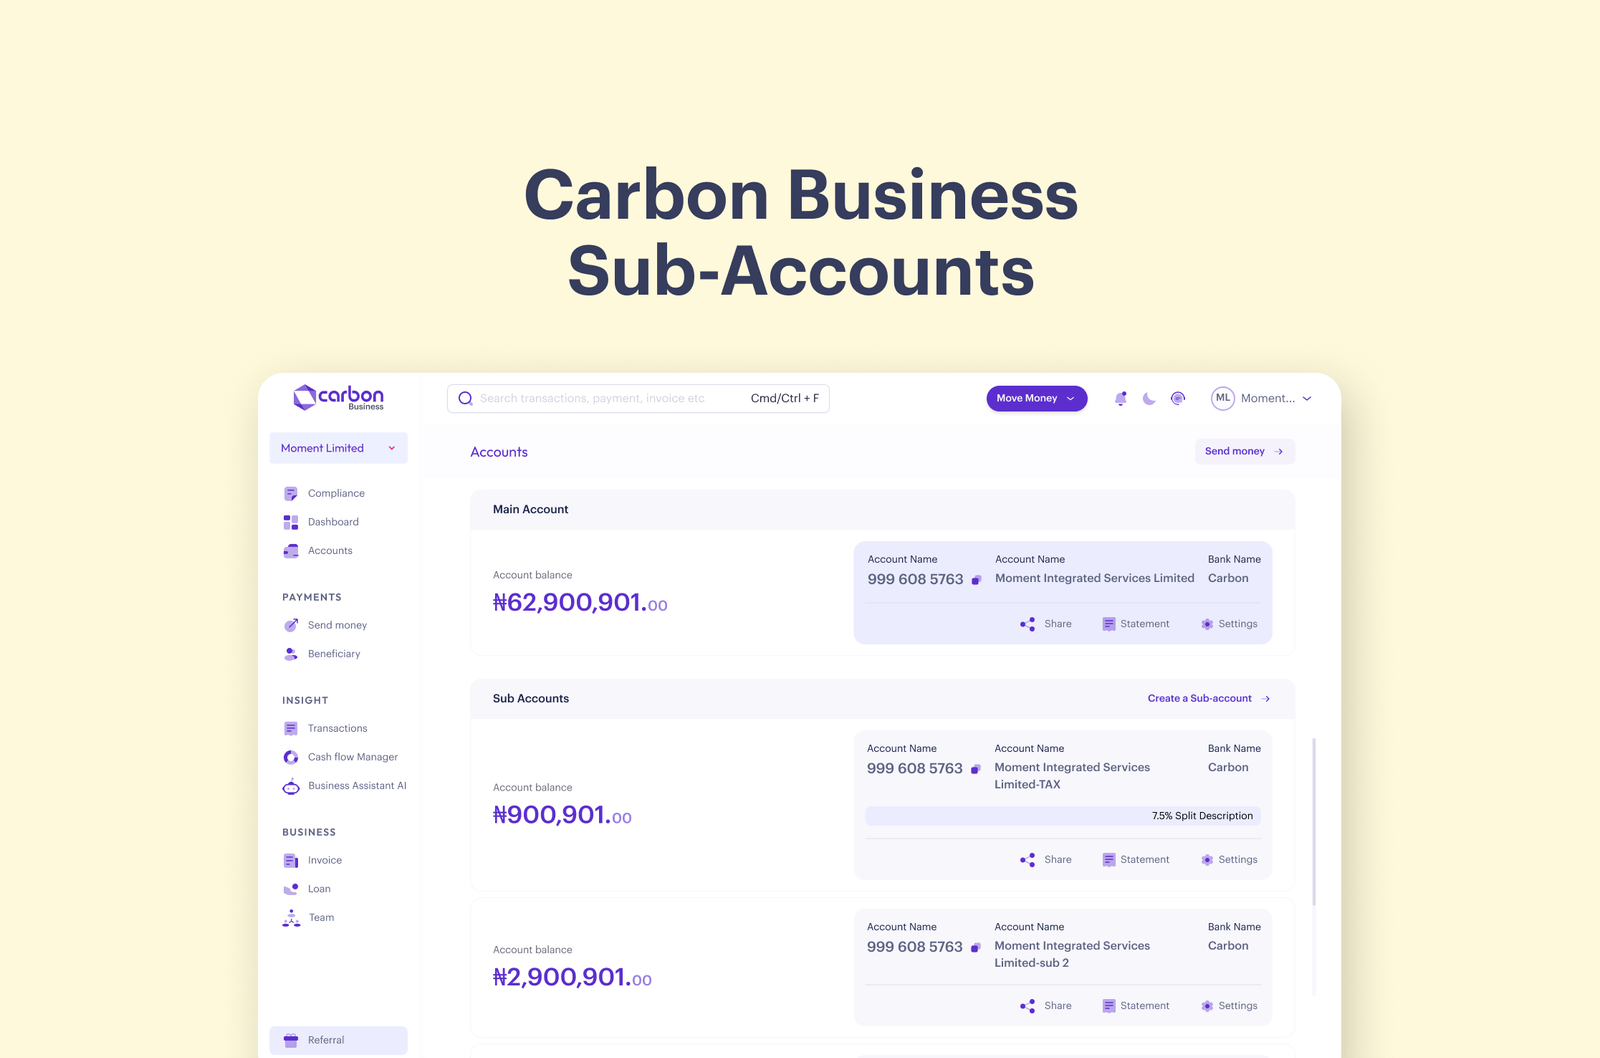 Carbon Business
Sub-Accounts
carbon
Business
Search transactions, payment, invoice etc
Cmd/Ctrl + F
Move Money
ML
Moment...
Moment Limited
Compliance
Dashboard
Accounts
PAYMENTS
Send money
Beneficiary
INSIGHT
Transactions
Cash flow Manager
Business Assistant AI
BUSINESS
Invoice
Loan
Team
Referral
Accounts
Send money
Main Account
Account balance
₦62,900,901.00
Account Name
999 608 5763
Account Name
Moment Integrated Services Limited
Bank Name
Carbon
Share
Statement
Settings
Sub Accounts
Create a Sub-account
Account balance
₦900,901.00
Account Name
999 608 5763
Account Name
Moment Integrated Services
Limited-TAX
Bank Name
Carbon
7.5% Split Description
Share
Statement
Settings
Account balance
₦2,900,901.00
Account Name
999 608 5763
Account Name
Moment Integrated Services
Limited-sub 2
Bank Name
Carbon
Share
Statement
Settings